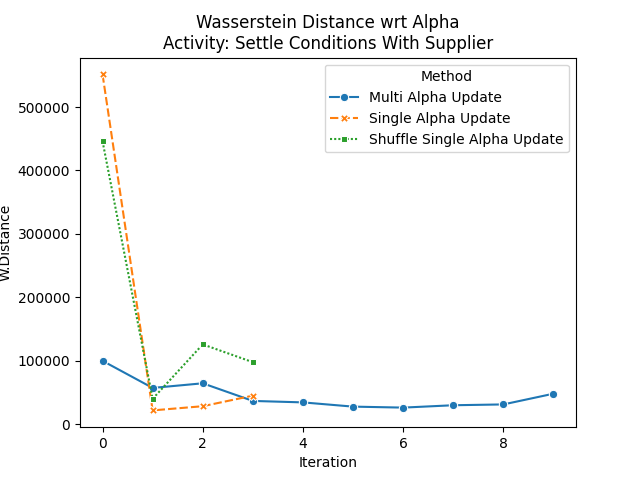 Wasserstein Distance wrt Alpha
Activity: Settle Conditions With Supplier
Method
Multi Alpha Update
Single Alpha Update
Shuffle Single Alpha Update
W.Distance
500000
400000
300000
200000
100000
0
0 2 4 6 8
Iteration